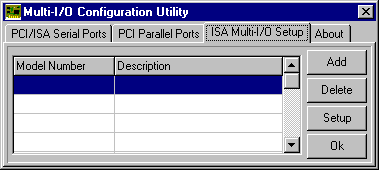 Multi-I/O Configuration Utility
PCI/ISA Serial Ports PCI Parallel Ports ISA Multi-I/O Setup About
Model Number Description
Add
Delete
Setup
Ok